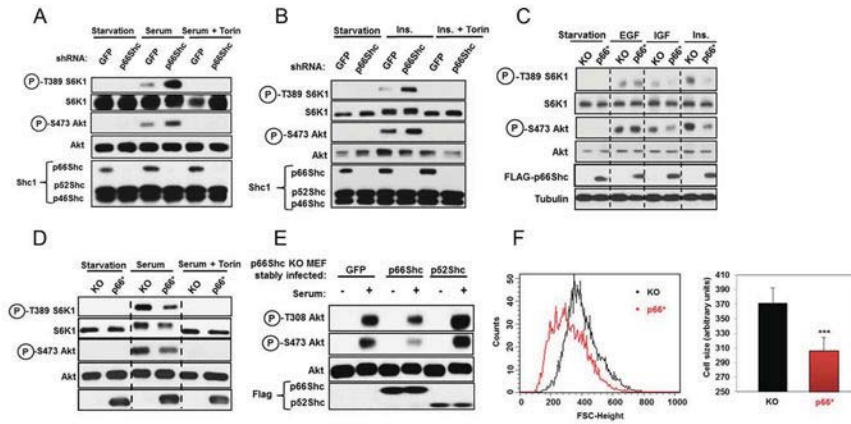 A
Starvation Serum Serum + Torin
shRNA: GFP p66Shc GFP p66Shc GFP p66Shc
P -T389 S6K1
S6K1
P -S473 Akt
Akt
Shc1
p66Shc
p52Shc
p46Shc
B
Starvation Ins. Ins. + Torin
shRNA: GFP p66Shc GFP p66Shc GFP p66Shc
P -T389 S6K1
S6K1
P -S473 Akt
Akt
Shc1
p66Shc
p52Shc
p46Shc
C
Starvation EGF IGF Ins.
KO p66* KO p66* KO p66* KO p66*
P -T389 S6K1
S6K1
P -S473 Akt
Akt
FLAG-p66Shc
Tubulin
D
Starvation Serum Serum + Torin
KO p66* KO p66* KO p66*
P -T389 S6K1
S6K1
P -S473 Akt
Akt
E
p66Shc KO MEF
stably infected: GFP p66Shc p52Shc
Serum: - + - + - +
P -T308 Akt
P -S473 Akt
Akt
Flag
p66Shc
p52Shc
F
Counts
50
40
30
20
10
0
0 200 400 600 800 1000
FSC-Height
KO
p66*
Cell size (arbitrary units)
410
390
370
350
330
310
290
270
250
***
KO p66*